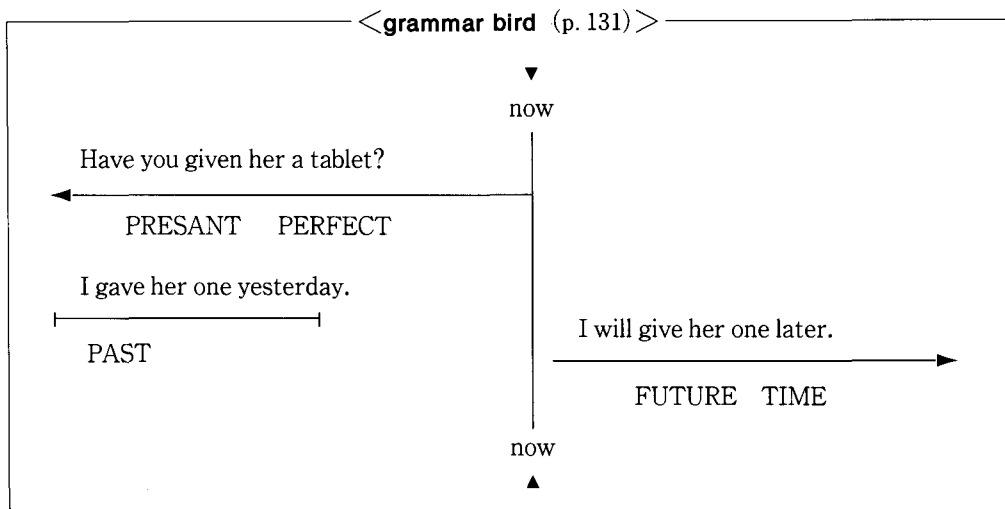 <grammar bird (p. 131)>
now
Have you given her a tablet?
PRESANT PERFECT
I gave her one yesterday.
PAST
I will give her one later.
FUTURE TIME
now